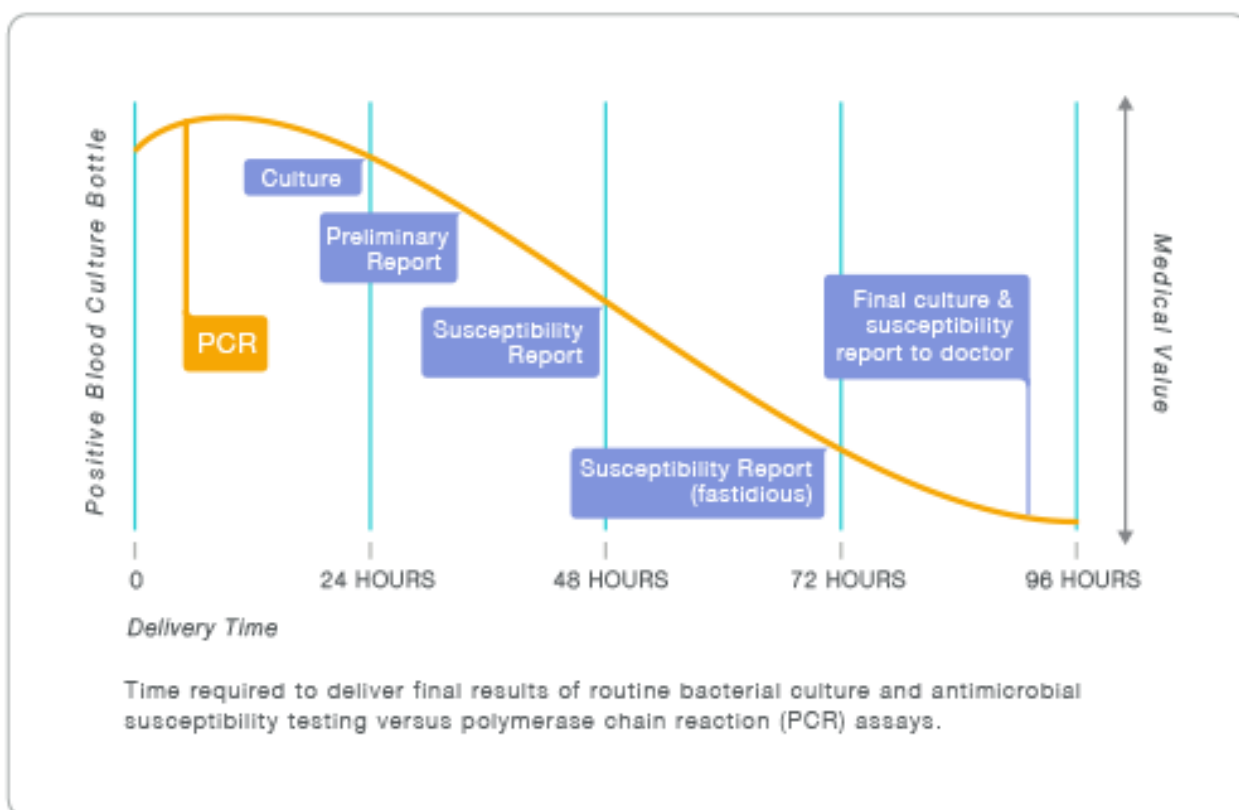 Positive Blood Culture Bottle
Culture
Preliminary
Report
PCR
Susceptibility
Report
Susceptibility Report
(fastidious)
Final culture &
susceptibility
report to doctor
Medical Value
0
24 HOURS
48 HOURS
72 HOURS
96 HOURS
Delivery Time
Time required to deliver final results of routine bacterial culture and antimicrobial
susceptibility testing versus polymerase chain reaction (PCR) assays.